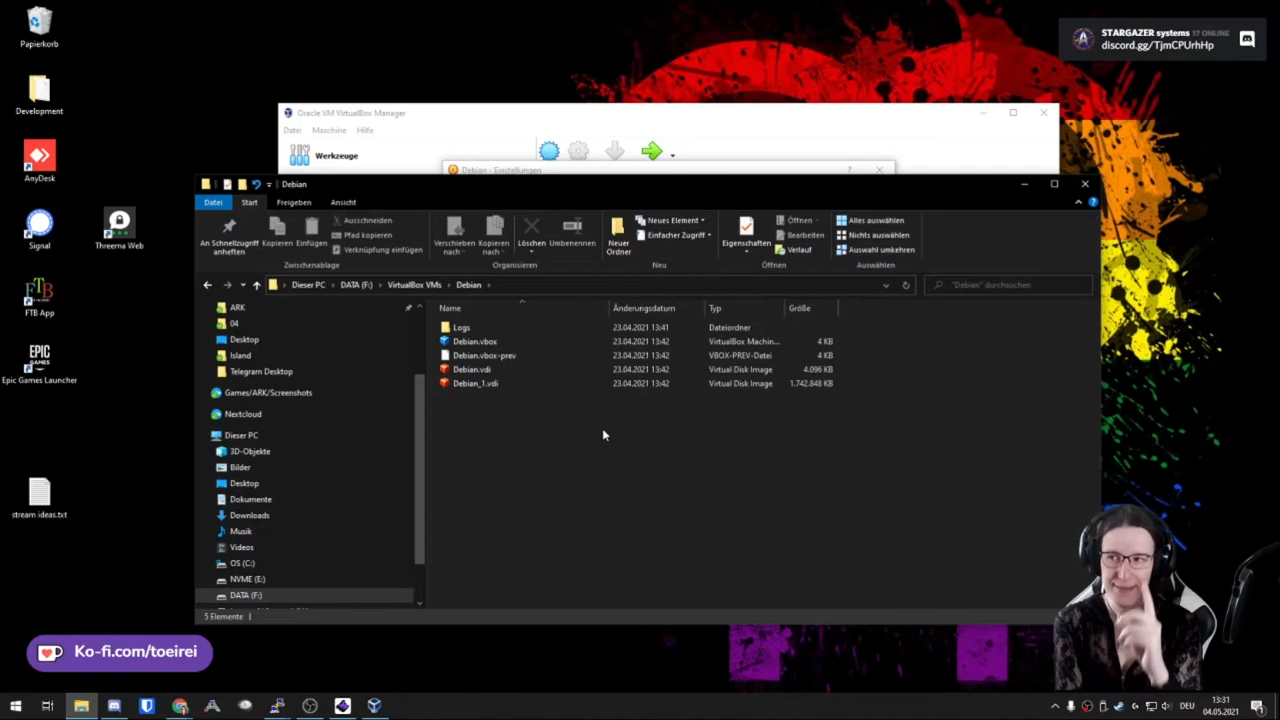 Papierkorb
Development
AnyDesk
Signal
Threema Web
FTB
FTB App
EPIC
GAMES
Epic Games Launcher
stream ideas.txt
STARGAZER systems 17 ONLINE
discord.gg/TjmCPUrhHp
Oracle VM VirtualBox Manager
Datei Maschine Hilfe
Werkzeuge
Debian - Einstellungen
Debian
Datei Start Freigeben Ansicht
An Schnellzugriff anheften
Kopieren
Einfügen
Ausschneiden
Pfad kopieren
Verknüpfung einfügen
Zwischenablage
Verschieben nach
Kopieren nach
Löschen
Umbenennen
Organisieren
Neuer Ordner
Neues Element
Einfacher Zugriff
Neu
Eigenschaften
Öffnen
Bearbeiten
Verlauf
Öffnen
Alles auswählen
Nichts auswählen
Auswahl umkehren
Auswählen
Dieser PC > DATA (F:) > VirtualBox VMs > Debian >
"Debian" durchsuchen
ARK
04
Desktop
Island
Telegram Desktop
Games/ARK/Screenshots
Nextcloud
Dieser PC
3D-Objekte
Bilder
Desktop
Dokumente
Downloads
Musik
Videos
OS (C:)
NVME (E:)
DATA (F:)
Name Änderungsdatum Typ Größe
Logs 23.04.2021 13:41 Dateiordner
Debian.vbox 23.04.2021 13:42 VirtualBox Machin... 4 KB
Debian.vbox-prev 23.04.2021 13:42 VBOX-PREV-Datei 4 KB
Debian.vdi 23.04.2021 13:42 Virtual Disk Image 4.096 KB
Debian_1.vdi 23.04.2021 13:42 Virtual Disk Image 1.742.848 KB
5 Elemente
Ko-fi.com/toeirei
DEU
13:31
04.05.2021